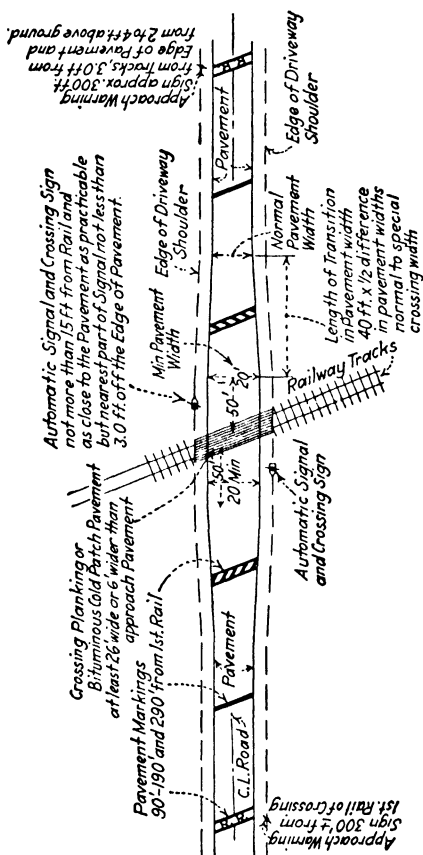 Approach Warning
Sign approx. 300 ft
from Tracks, 3.0 ft from
Edge of Pavement and
from 2 to 4 ft above ground.
Pavement
Edge of Driveway
Shoulder
Automatic Signal and Crossing Sign
not more than 15 ft from Rail and
as close to the Pavement as practicable
but nearest part of Signal not less than
3.0 ft off the Edge of Pavement.
Edge of Driveway
Shoulder
Min Pavement
Width
Normal
Pavement
Width
Length of Transition
in Pavement width
40 ft. x 1/2 difference
in pavement widths
normal to special
crossing width
50'
20
Railway Tracks
50'
20 Min
Automatic Signal
and Crossing Sign
Crossing Planking or
Bituminous Cold Patch Pavement
at least 26' wide or 6' wider than
approach Pavement
Pavement Markings
90'-190' and 290' from 1st. Rail
Pavement
C.L. Road
Approach Warning
Sign 300' ± from
1st. Rail of Crossing